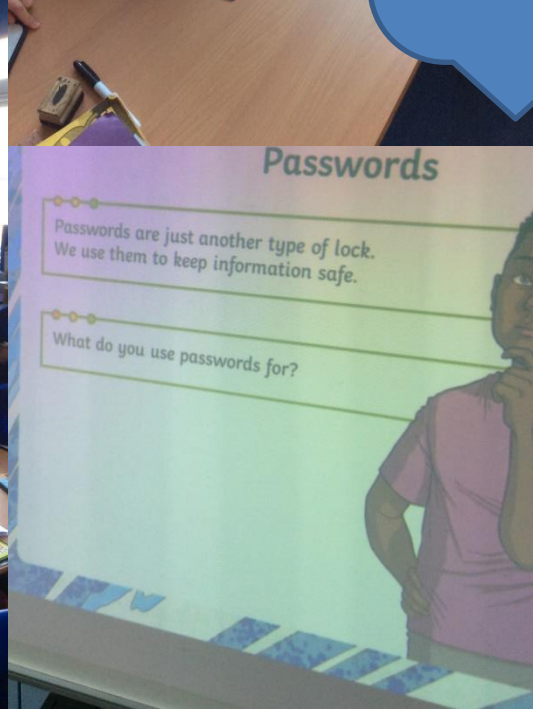 Passwords
Passwords are just another type of lock.
We use them to keep information safe.
What do you use passwords for?